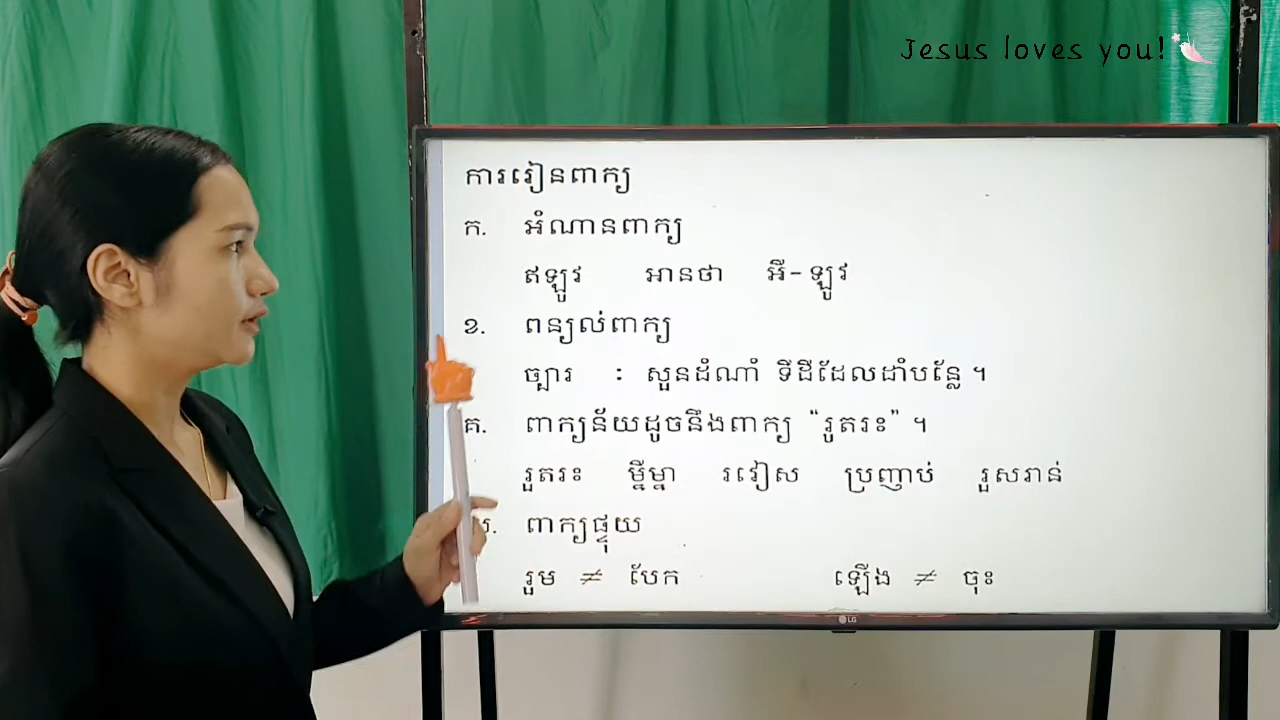 Jesus loves you!
ការរៀនពាក្យ
ក. អំណានពាក្យ
ឥឡូវ អានថា អ៊ី-ឡូវ
ខ. ពន្យល់ពាក្យ
ច្បារ : សួនដំណាំ ទីដីដែលដាំបន្លែ ។
គ. ពាក្យន័យដូចនឹងពាក្យ “រូតរះ” ។
រួតរះ ម្នីម្នា រវៀស ប្រញាប់ រួសរាន់
ពាក្យផ្ទុយ
រួម ≠ បែក ឡើង ≠ ចុះ
LG